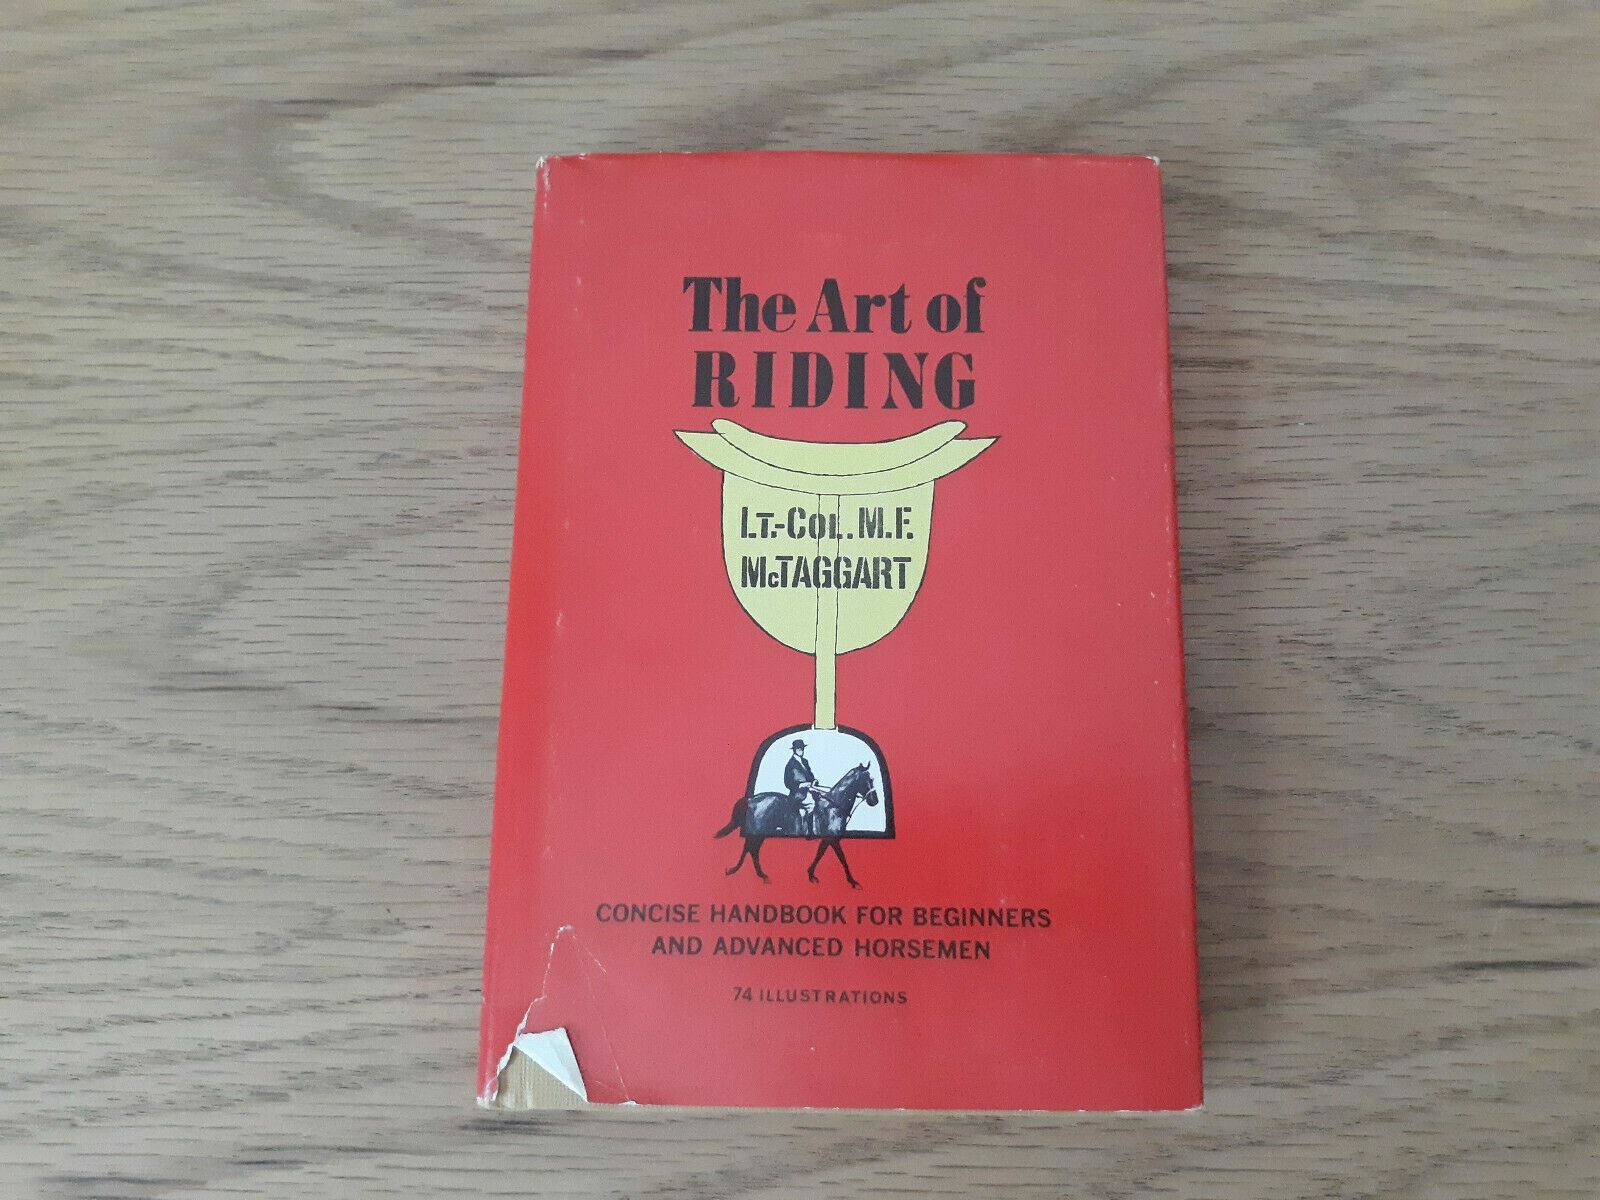 The Art of
RIDING
LT.-COL. M.F.
McTAGGART
CONCISE HANDBOOK FOR BEGINNERS
AND ADVANCED HORSEMEN
74 ILLUSTRATIONS